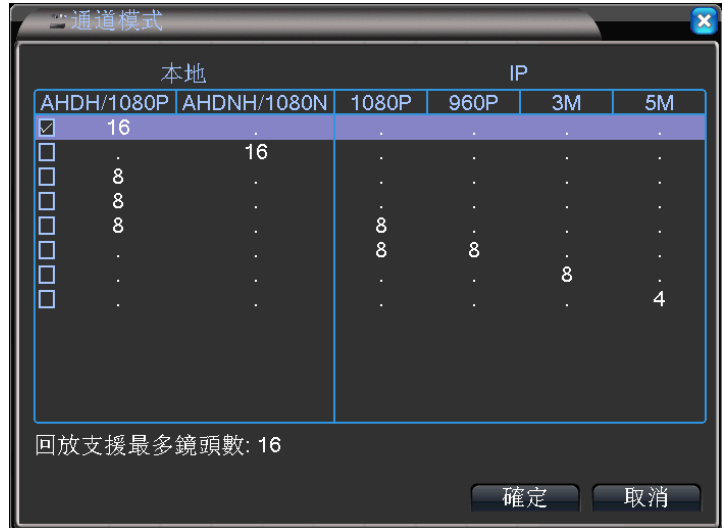 通道模式
本地 IP
AHDH/1080P AHDNH/1080N 1080P 960P 3M 5M
16 . . . . .
. 16 . . . .
8 . . . . .
8 . . . . .
8 . 8 . . .
. . 8 8 . .
. . . . 8 .
. . . . . 4
回放支援最多鏡頭數: 16
確定 取消